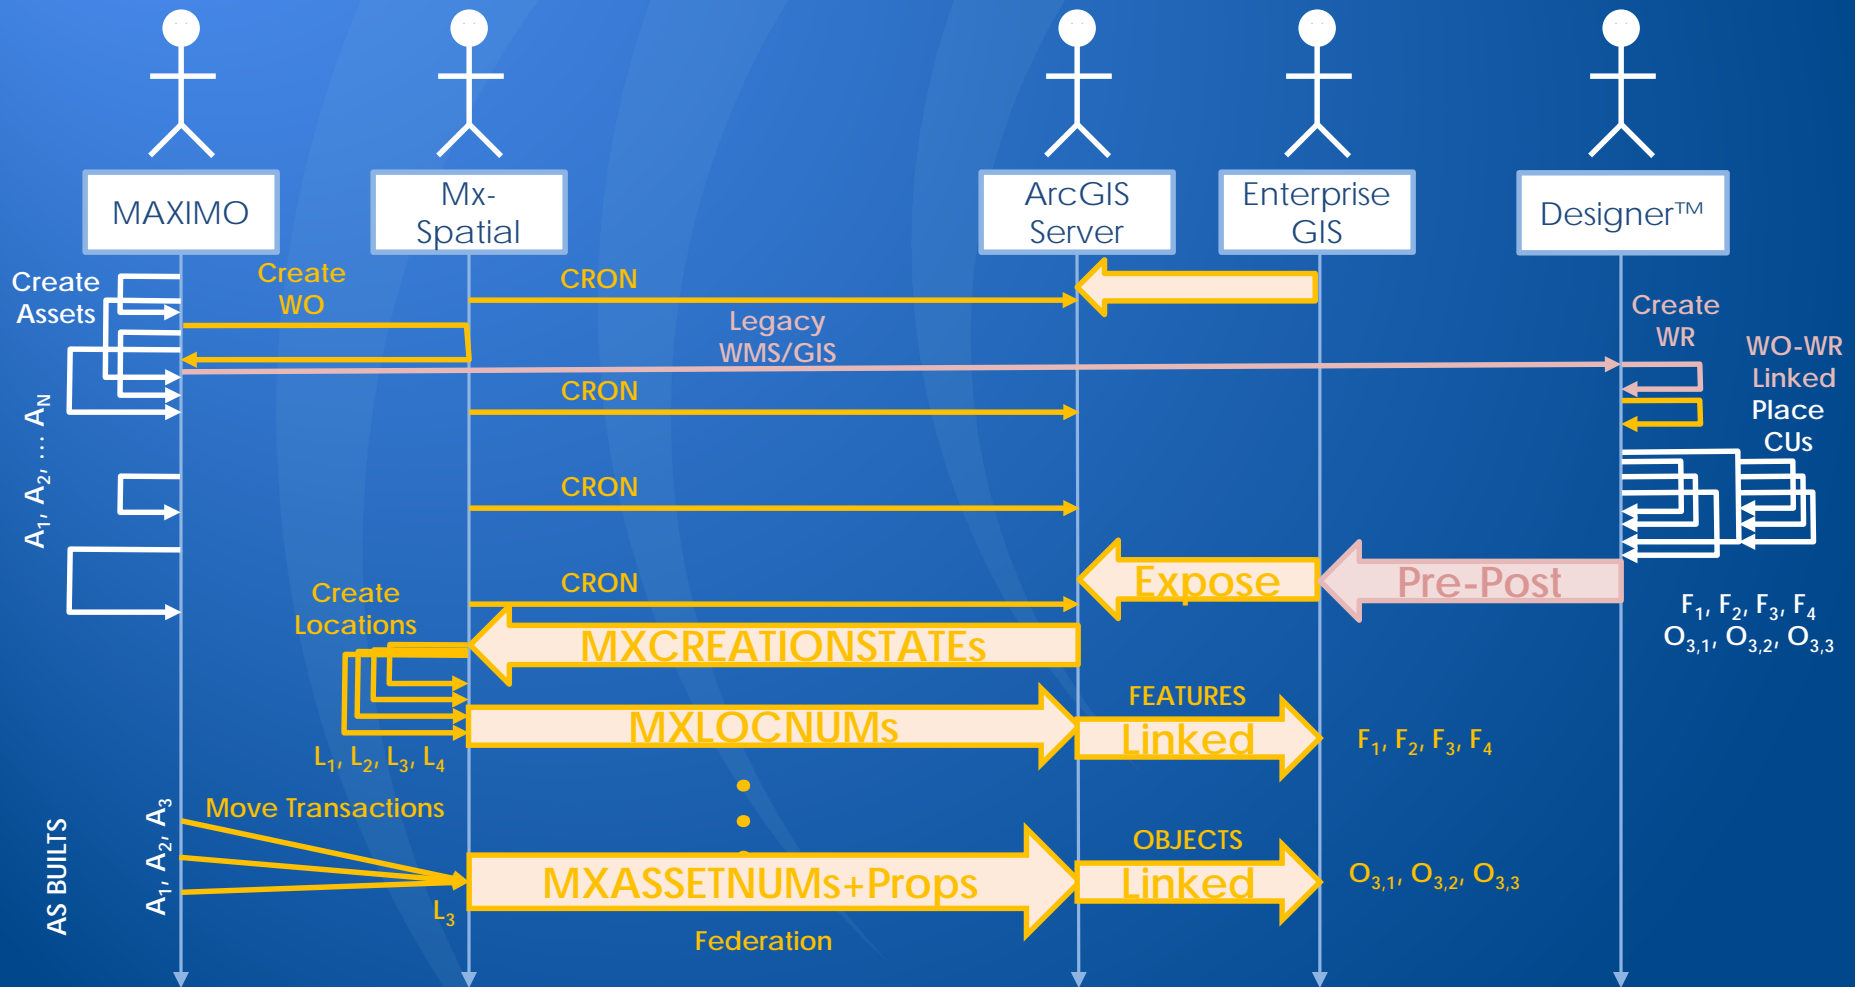 MAXIMO
Mx-
Spatial
ArcGIS
Server
Enterprise
GIS
Designer™
Create
Assets
Create
WO
CRON
Legacy
WMS/GIS
Create
WR
WO-WR
Linked
Place
CUs
CRON
A1, A2, ... AN
CRON
Expose
Pre-Post
CRON
Create
Locations
F1, F2, F3, F4
O3,1, O3,2, O3,3
MXCREATIONSTATEs
FEATURES
MXLOCNUMs
Linked
F1, F2, F3, F4
L1, L2, L3, L4
Move Transactions
AS BUILTS
A1, A2, A3
OBJECTS
MXASSETNUMs+Props
Linked
O3,1, O3,2, O3,3
L3
Federation